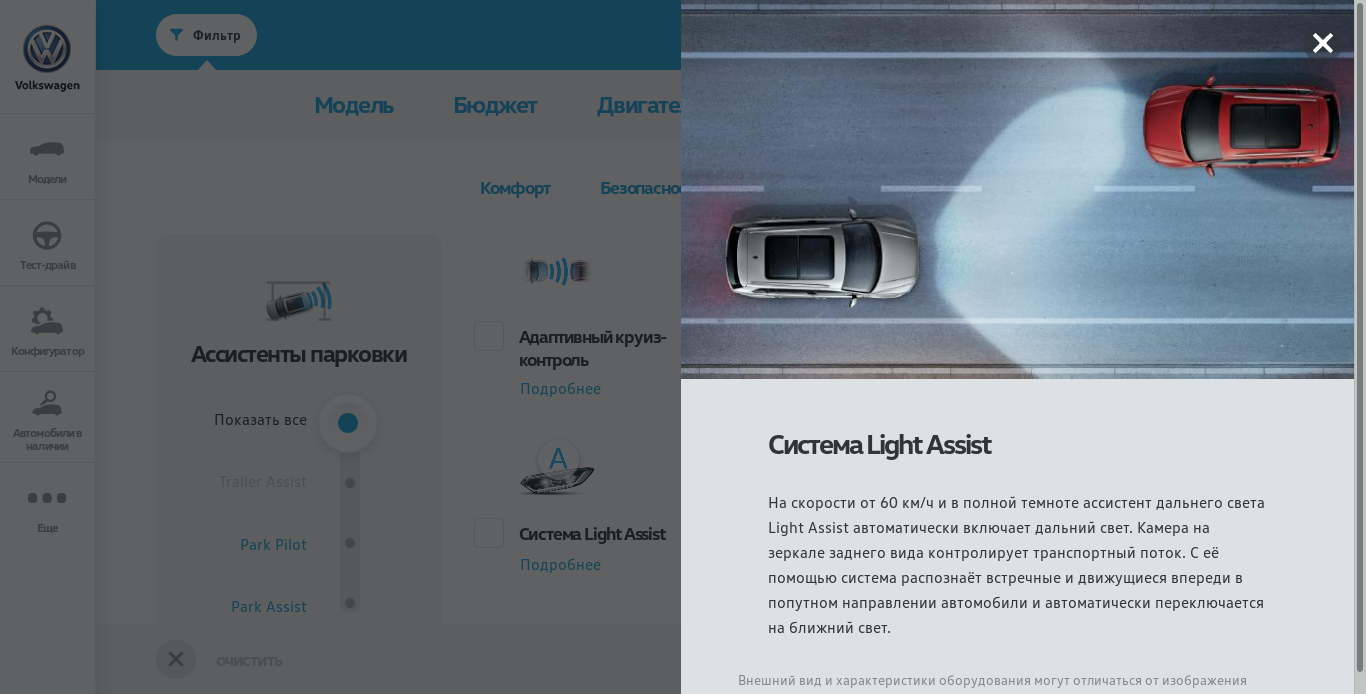 Volkswagen
Модели
Тест-драйв
Конфигуратор
Автомобили в
наличии
Еще
Фильтр
Модель
Бюджет
Комфорт
Ассистенты парковки
Показать все
Trailer Assist
Park Pilot
Park Assist
Адаптивный круиз-
контроль
Подробнее
A
Система Light Assist
Подробнее
ОЧИСТИТЬ
Система Light Assist
На скорости от 60 км/ч и в полной темноте ассистент дальнего света
Light Assist автоматически включает дальний свет. Камера на
зеркале заднего вида контролирует транспортный поток. С её
помощью система распознаёт встречные и движущиеся впереди в
попутном направлении автомобили и автоматически переключается
на ближний свет.
Внешний вид и характеристики оборудования могут отличаться от изображения